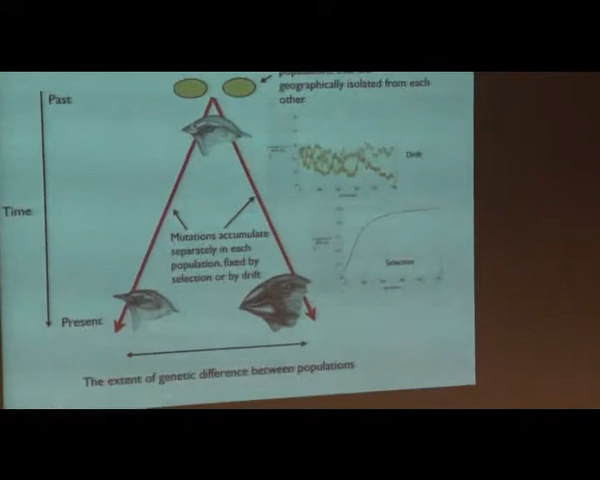 geographically isolated from each
other
Past
Drift
Time
Mutations accumulate
separately in each
population, fixed by
selection or by drift
Selection
Present
The extent of genetic difference between populations